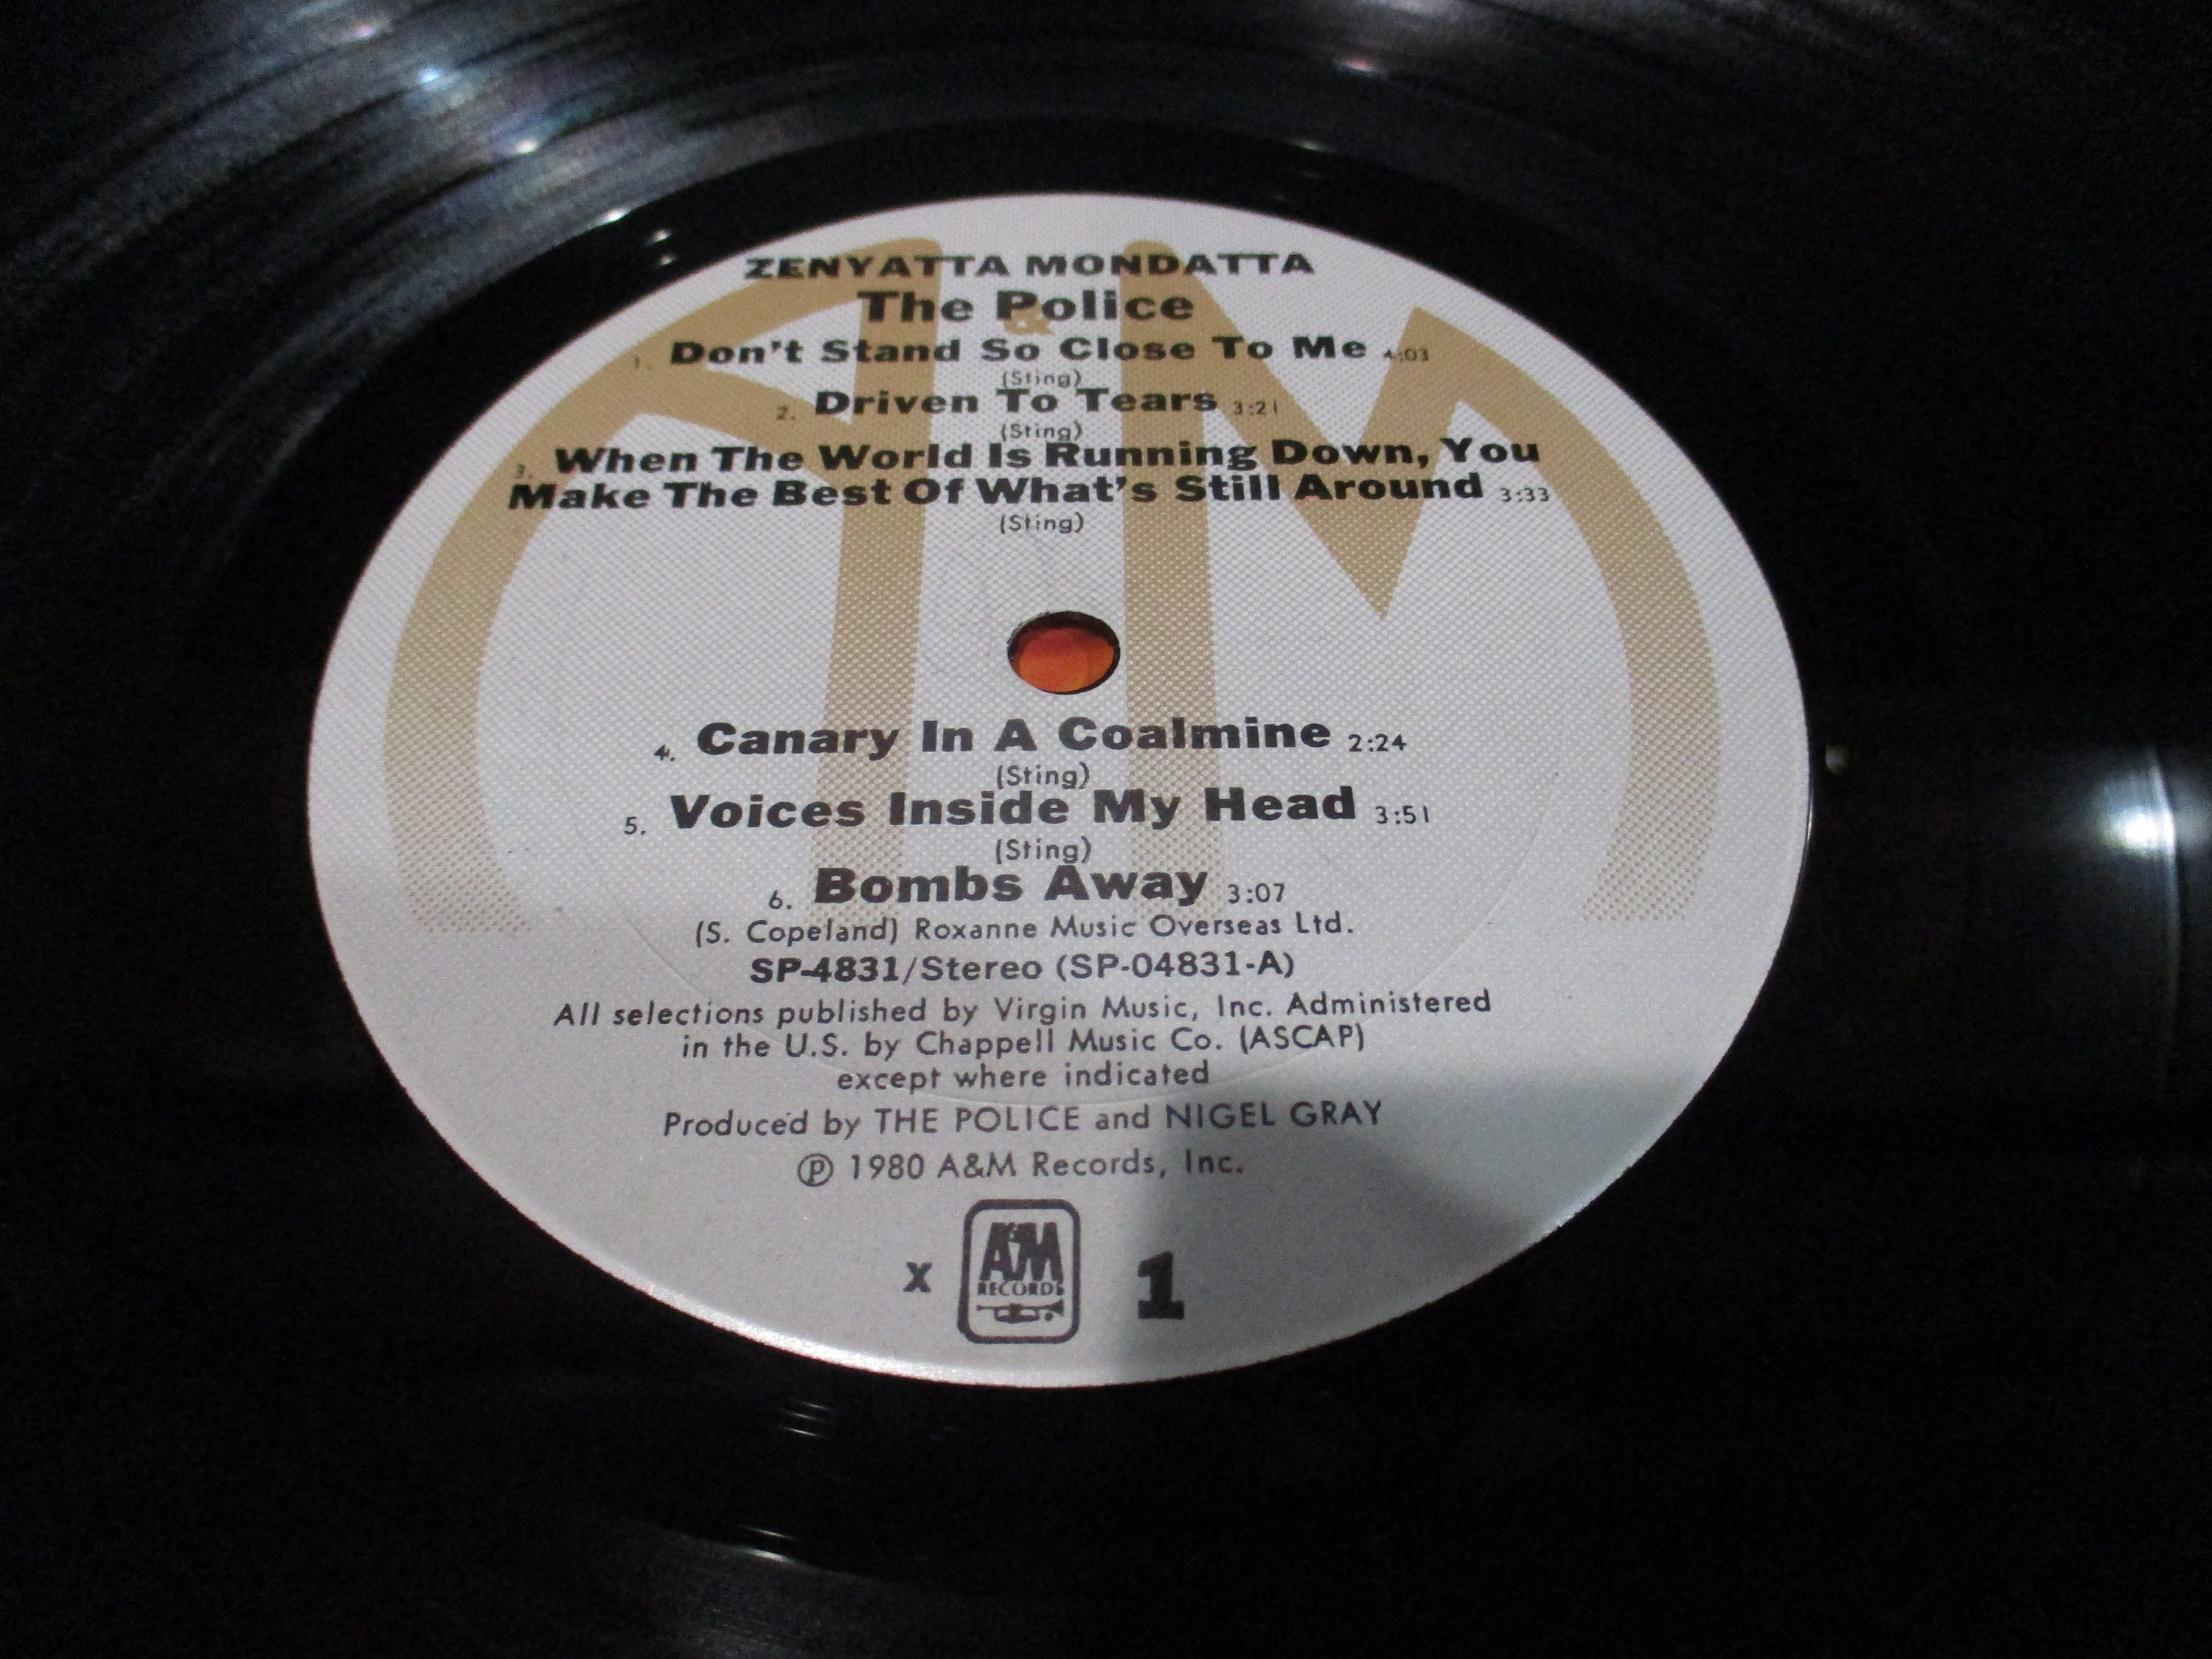 ZENYATTA MONDATTA
The Police
&
1. Don't Stand So Close To Me 4:03
(Sting)
2. Driven To Tears 3:21
(Sting)
3. When The World Is Running Down, You
Make The Best Of What's Still Around 3:33
(Sting)
4. Canary In A Coalmine 2:24
(Sting)
5. Voices Inside My Head 3:51
(Sting)
6. Bombs Away 3:07
(S. Copeland) Roxanne Music Overseas Ltd.
SP-4831/Stereo (SP-04831-A)
All selections published by Virgin Music, Inc. Administered
in the U.S. by Chappell Music Co. (ASCAP)
except where indicated
Produced by THE POLICE and NIGEL GRAY
℗ 1980 A&M Records, Inc.
X A&M RECORDS 1